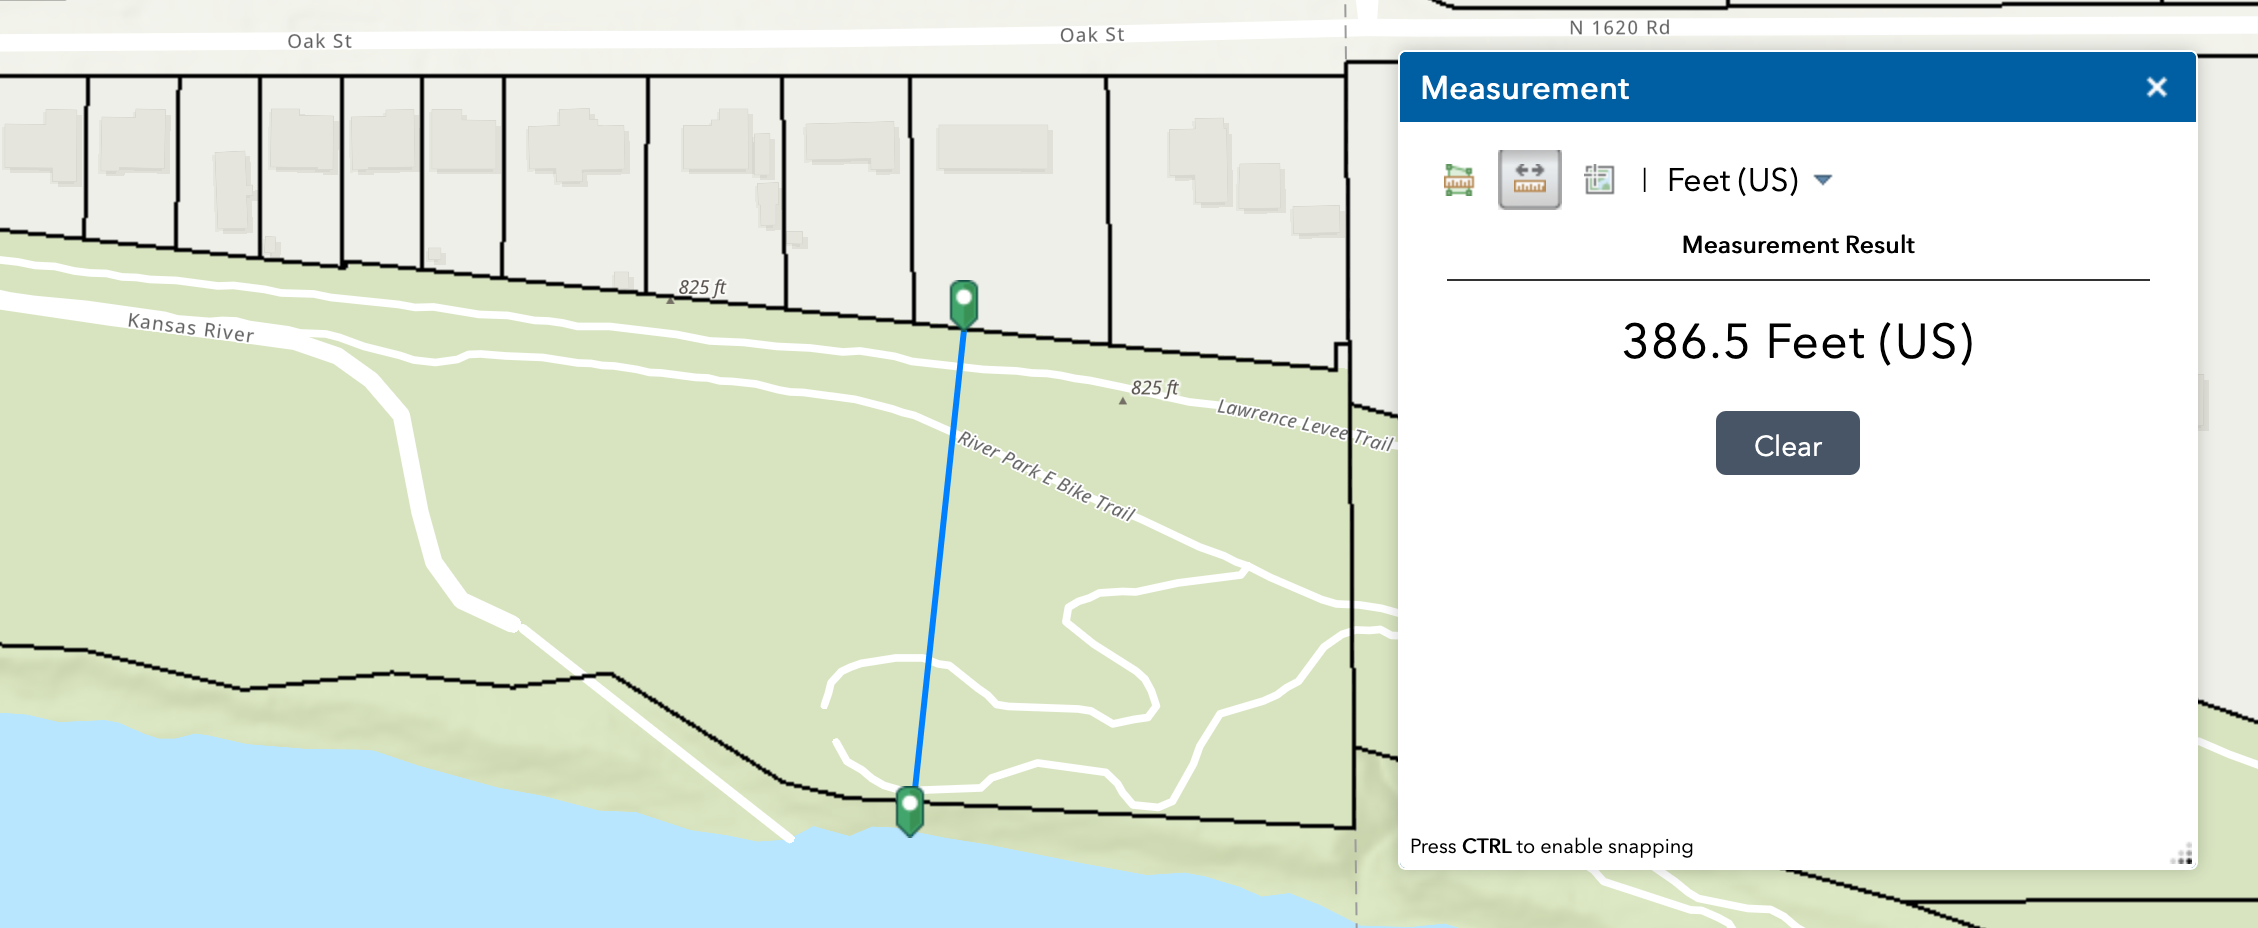 Oak St
Oak St
N 1620 Rd
Measurement
Feet (US)
Measurement Result
386.5 Feet (US)
Clear
Press CTRL to enable snapping
825 ft
Kansas River
825 ft
Lawrence Levee Trail
River Park E Bike Trail